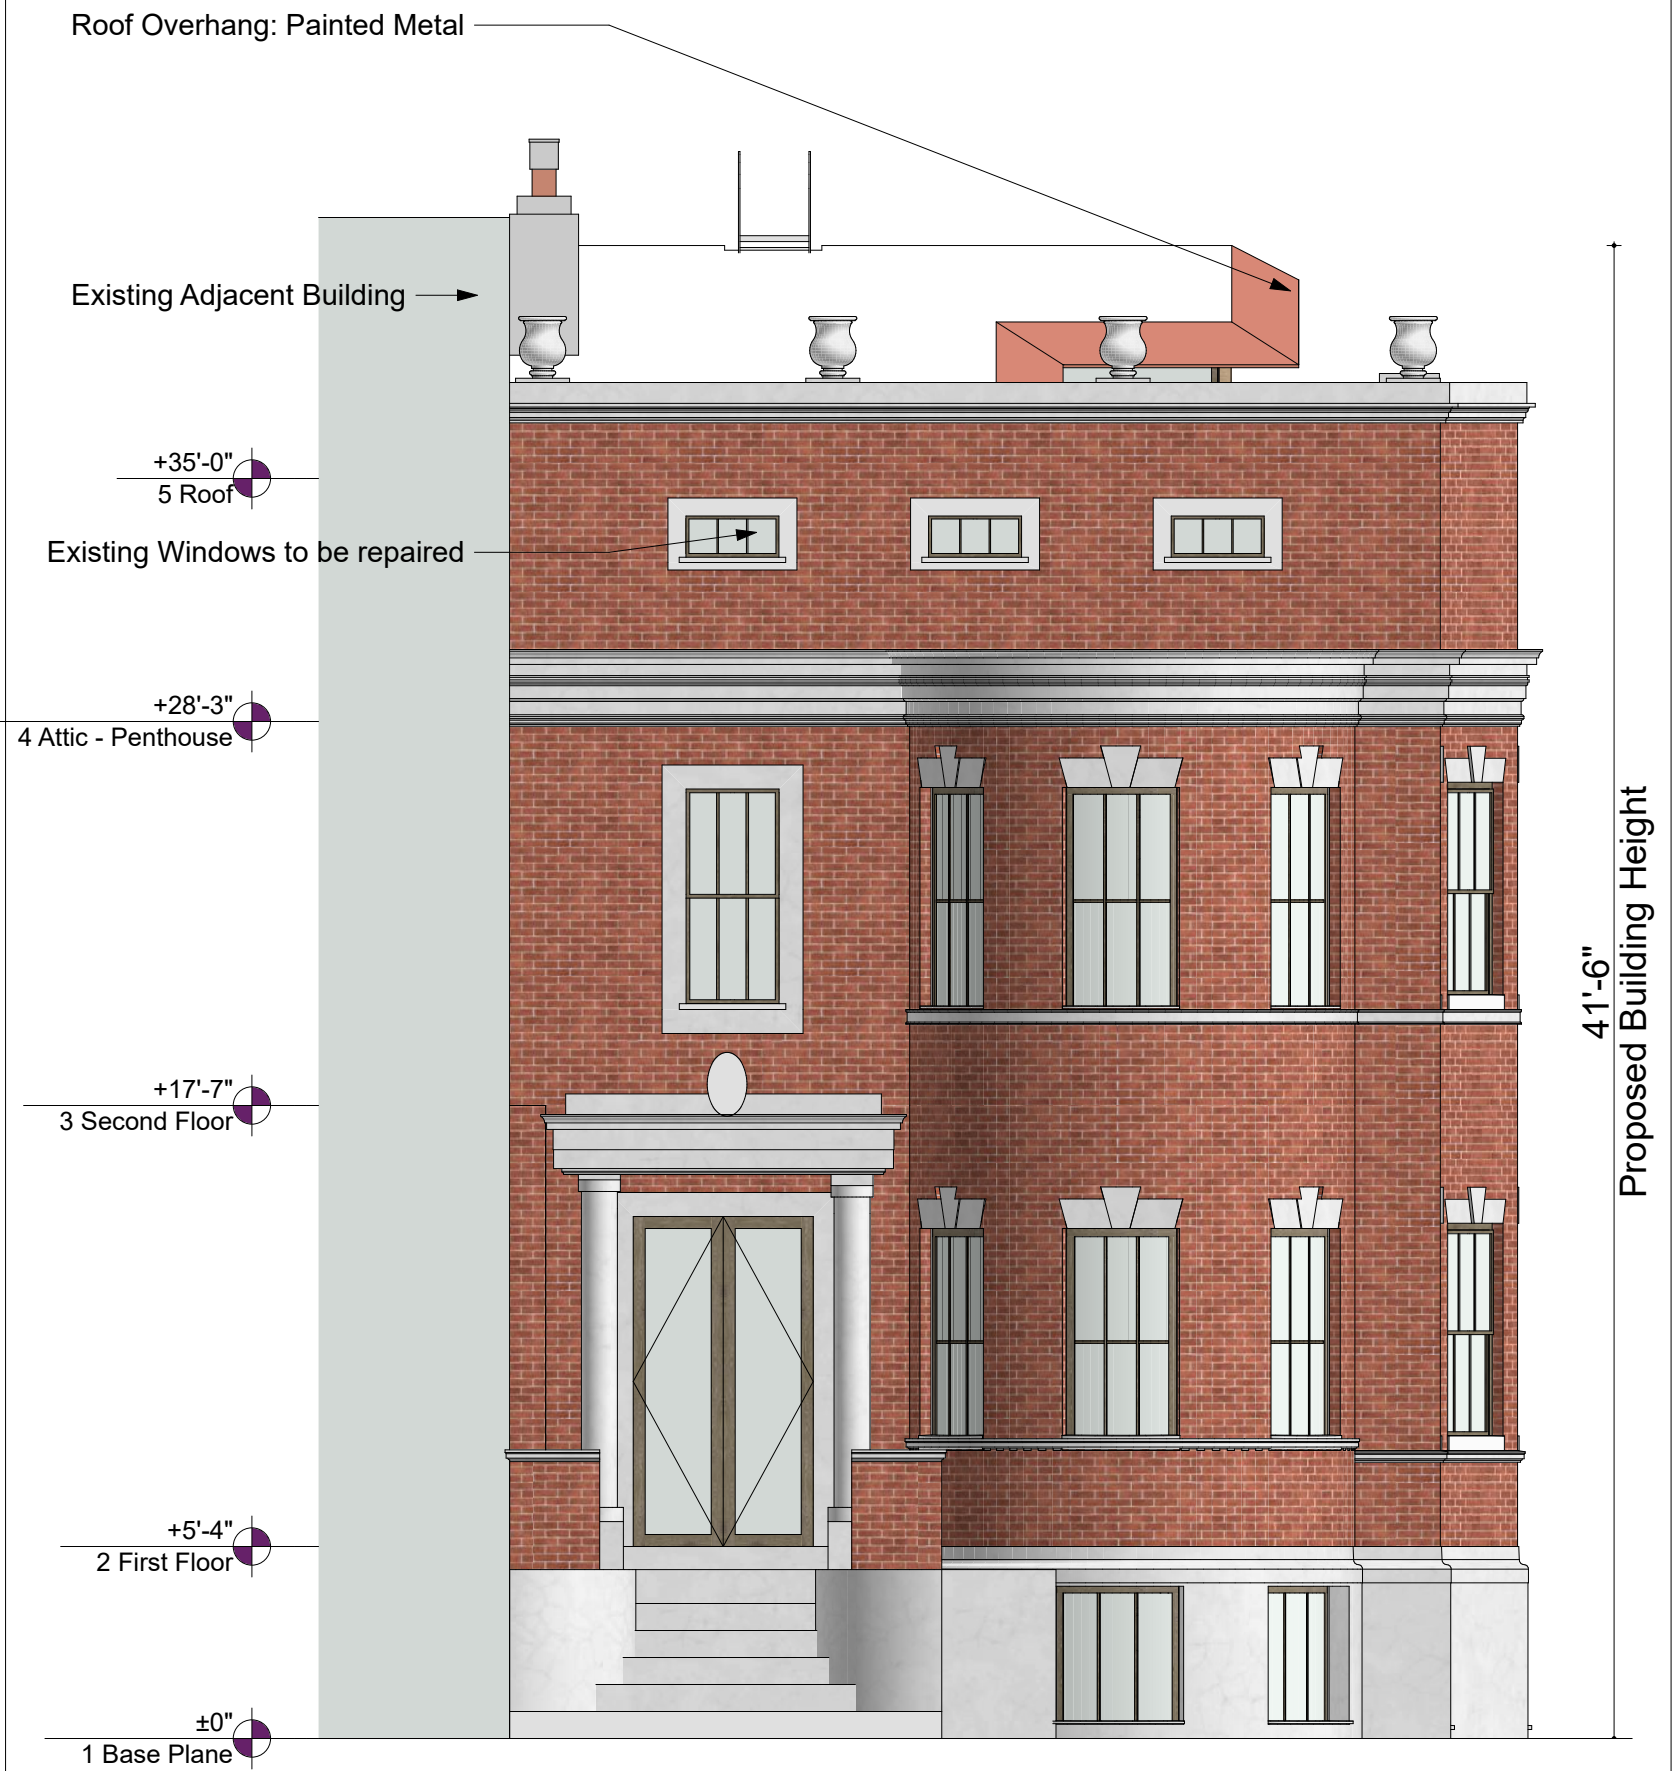 Roof Overhang: Painted Metal
Existing Adjacent Building
+35'-0"
5 Roof
Existing Windows to be repaired
+28'-3"
4 Attic - Penthouse
41'-6"
Proposed Building Height
+17'-7"
3 Second Floor
+5'-4"
2 First Floor
±0"
1 Base Plane